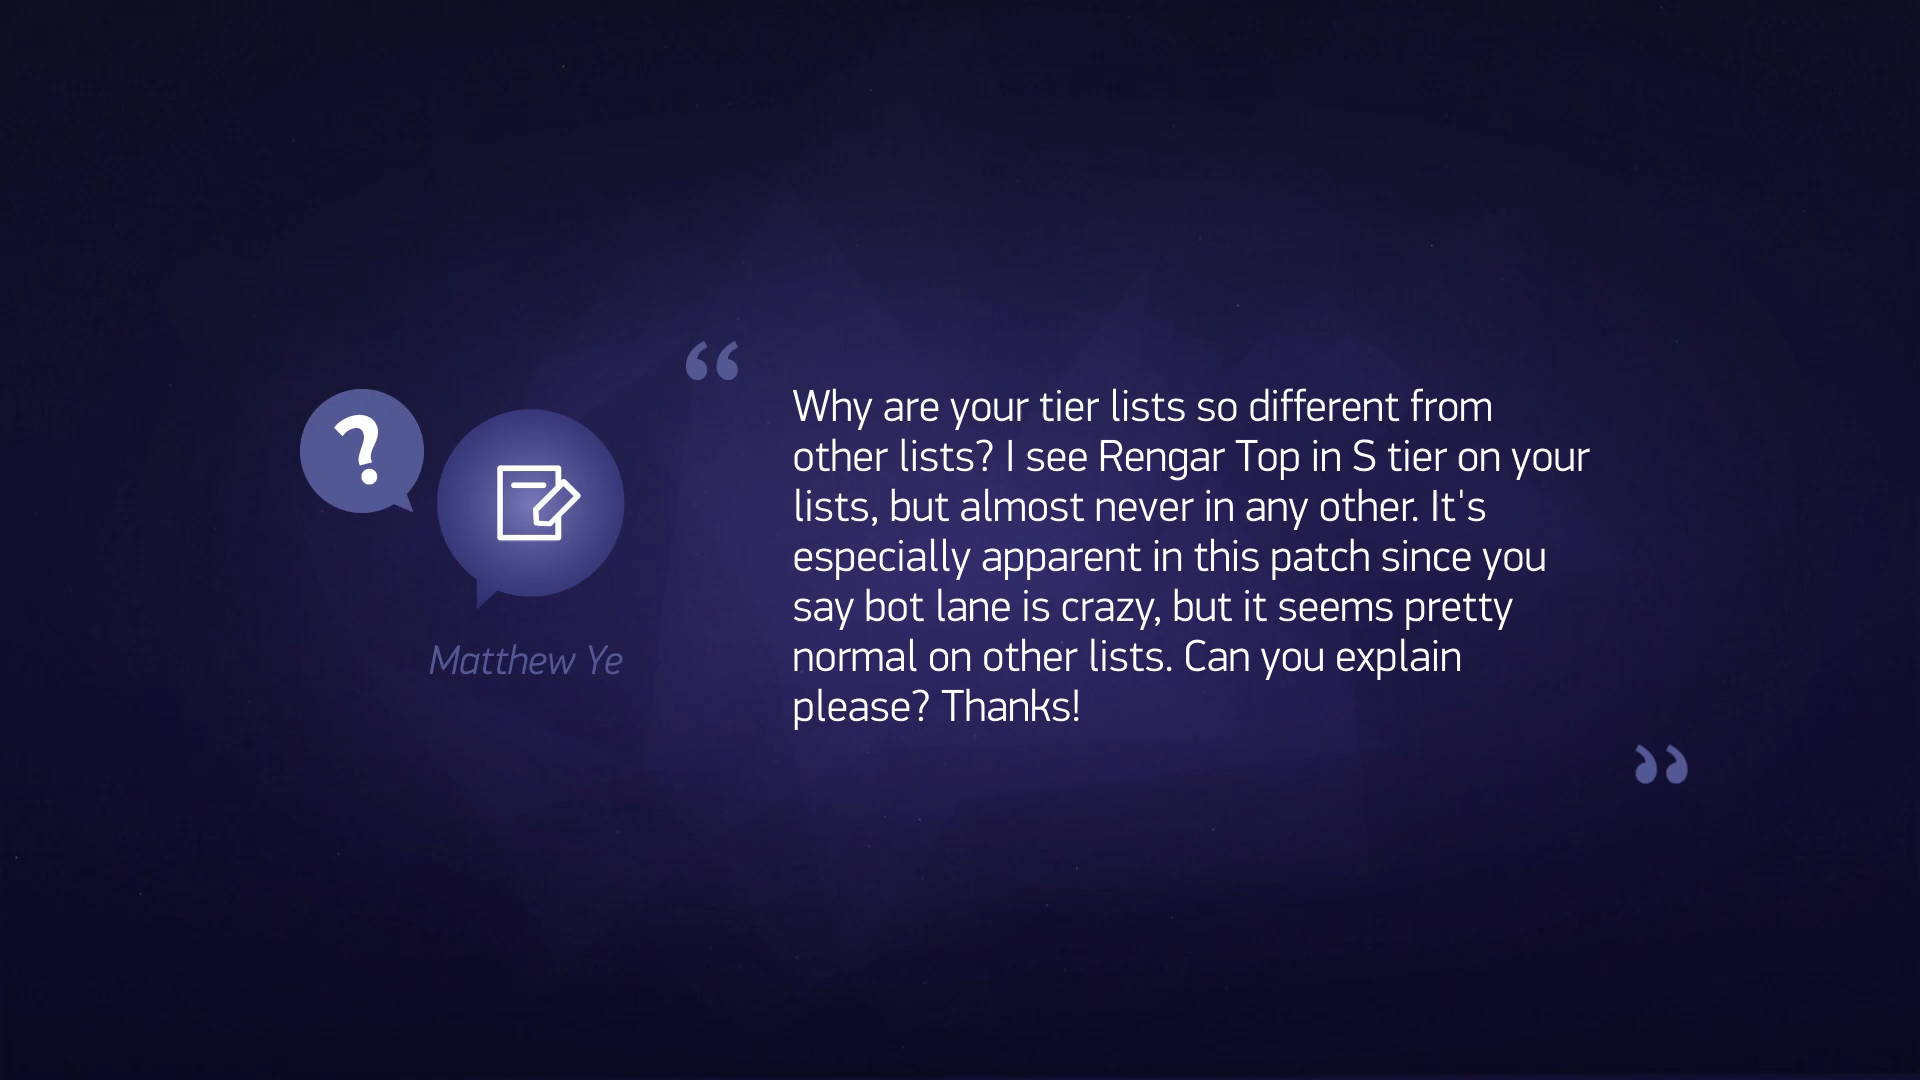 Why are your tier lists so different from
other lists? I see Rengar Top in S tier on your
lists, but almost never in any other. It's
especially apparent in this patch since you
say bot lane is crazy, but it seems pretty
normal on other lists. Can you explain
please? Thanks!
Matthew Ye